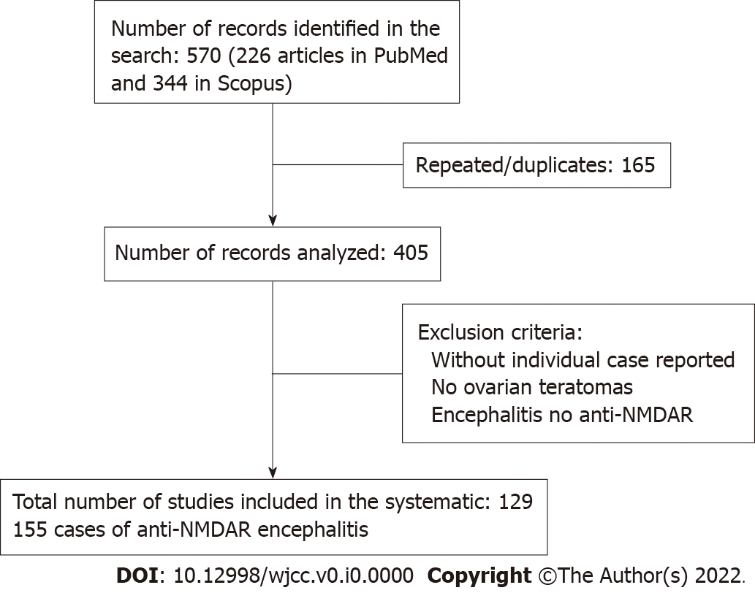 Number of records identified in the
search: 570 (226 articles in PubMed
and 344 in Scopus)
Repeated/duplicates: 165
Number of records analyzed: 405
Exclusion criteria:
Without individual case reported
No ovarian teratomas
Encephalitis no anti-NMDAR
Total number of studies included in the systematic: 129
155 cases of anti-NMDAR encephalitis
DOI: 10.12998/wjcc.v0.i0.0000 Copyright ©The Author(s) 2022.